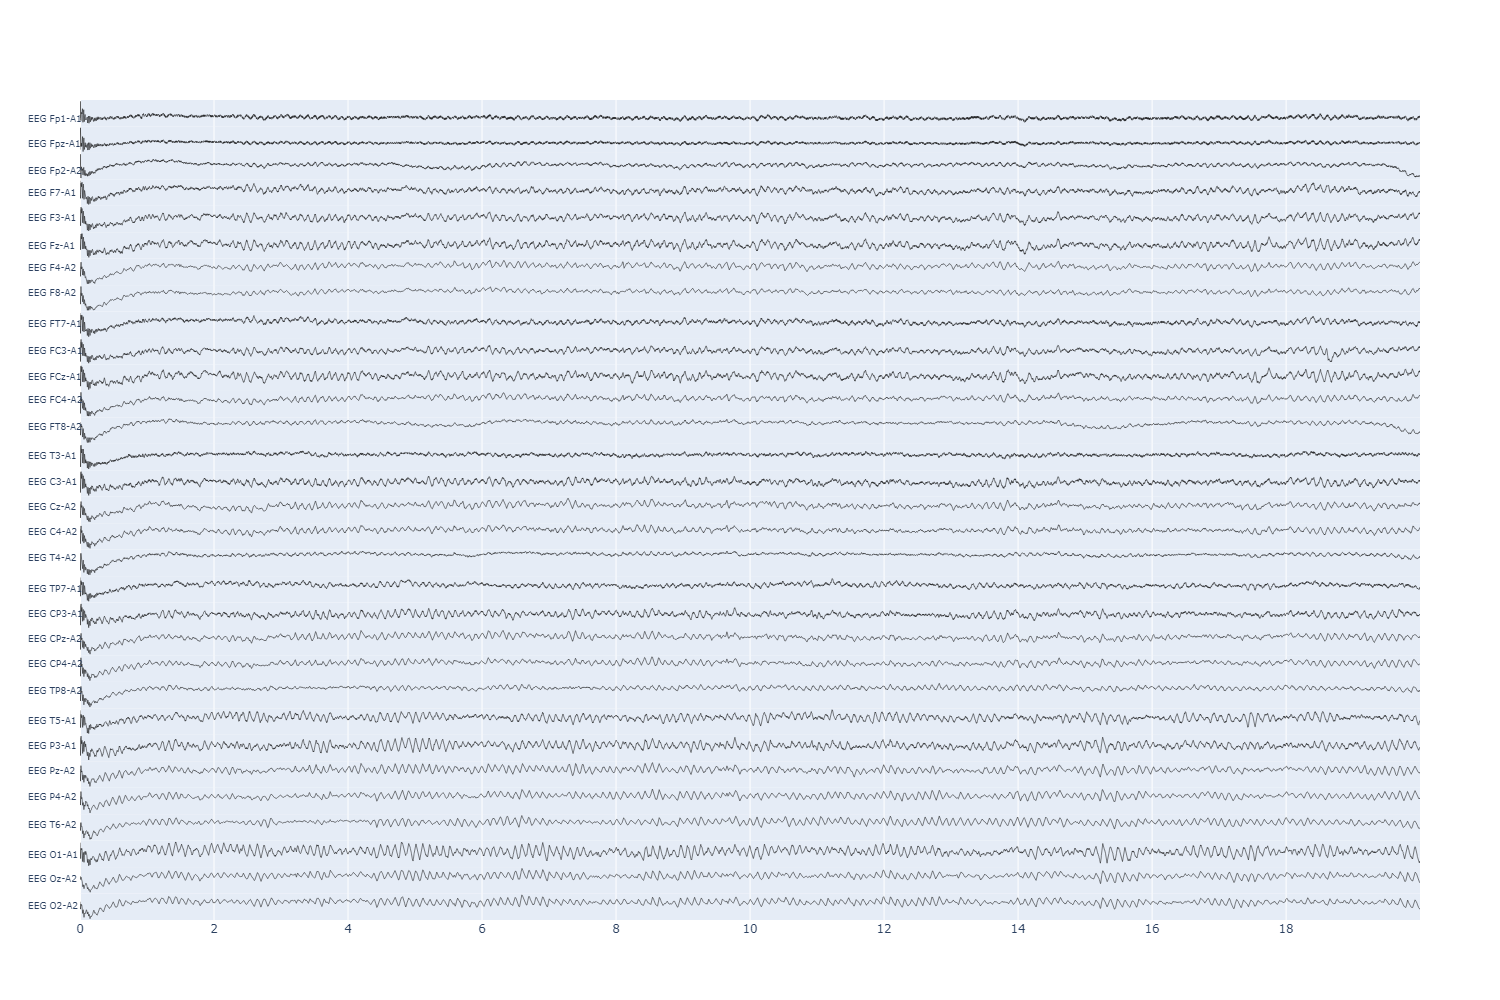 EEG Fp1-A1
EEG Fpz-A1
EEG Fp2-A2
EEG F7-A1
EEG F3-A1
EEG Fz-A1
EEG F4-A2
EEG F8-A2
EEG FT7-A1
EEG FC3-A1
EEG FCz-A1
EEG FC4-A2
EEG FT8-A2
EEG T3-A1
EEG C3-A1
EEG Cz-A2
EEG C4-A2
EEG T4-A2
EEG TP7-A1
EEG CP3-A1
EEG CPz-A2
EEG CP4-A2
EEG TP8-A2
EEG T5-A1
EEG P3-A1
EEG Pz-A2
EEG P4-A2
EEG T6-A2
EEG O1-A1
EEG Oz-A2
EEG O2-A2
0 2 4 6 8 10 12 14 16 18